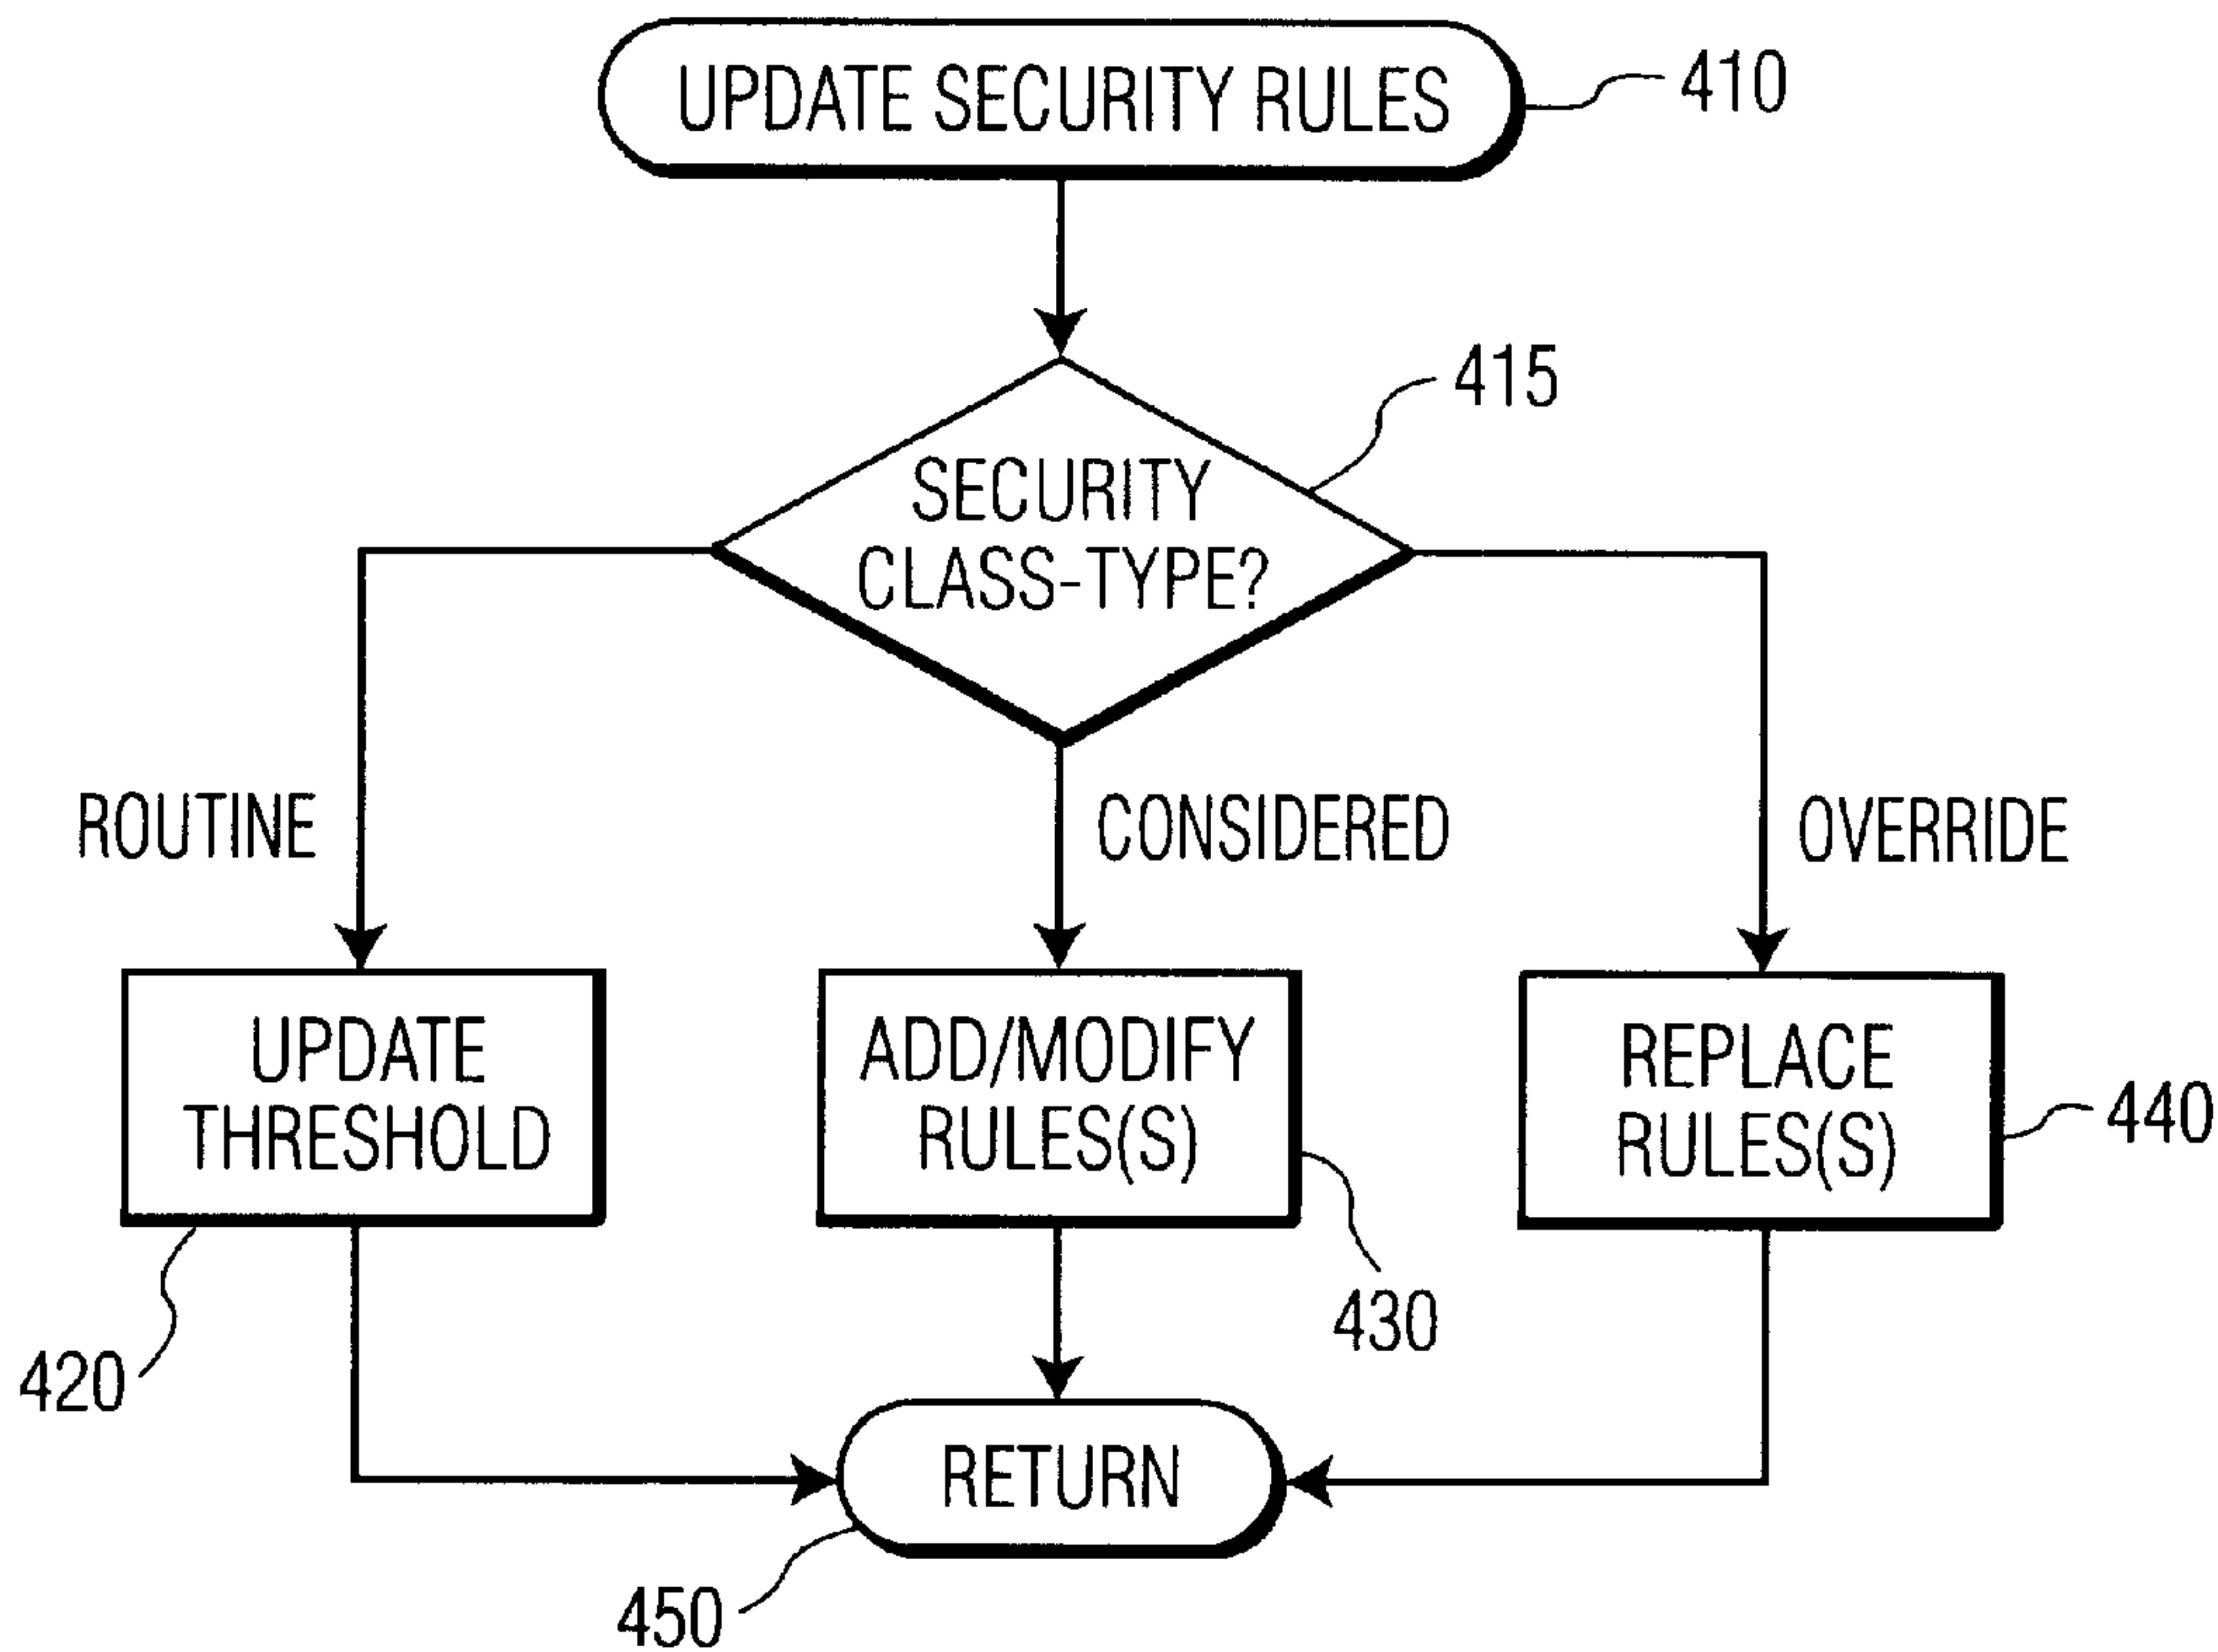 UPDATE SECURITY RULES
410
415
SECURITY
CLASS-TYPE?
ROUTINE
CONSIDERED
OVERRIDE
UPDATE
THRESHOLD
420
ADD/MODIFY
RULES(S)
430
REPLACE
RULES(S)
440
RETURN
450